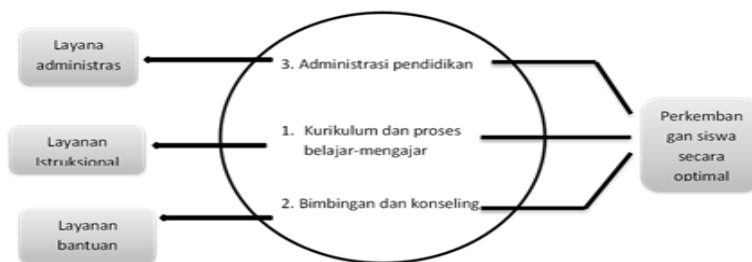 Layana
administras
Layanan
Istruksional
Layanan
bantuan
3. Administrasi pendidikan
1. Kurikulum dan proses
belajar-mengajar
2. Bimbingan dan konseling
Perkemban
gan siswa
secara
optimal